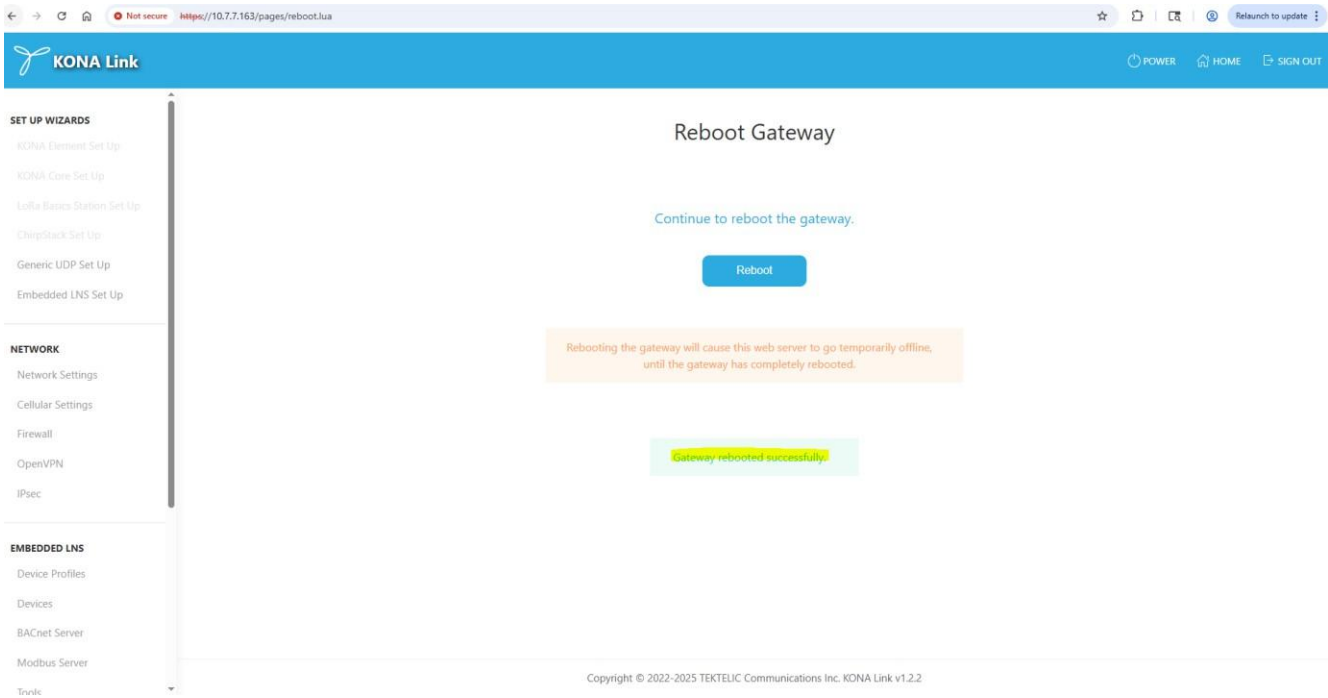 Not secure https://10.7.7.163/pages/reboot.lua
Relaunch to update
KONA Link
POWER
HOME
SIGN OUT
SET UP WIZARDS
KONA Element Set Up
KONA Core Set Up
LoRa Basics Station Set Up
ChirpStack Set Up
Generic UDP Set Up
Embedded LNS Set Up
NETWORK
Network Settings
Cellular Settings
Firewall
OpenVPN
IPsec
EMBEDDED LNS
Device Profiles
Devices
BACnet Server
Modbus Server
Tools
Reboot Gateway
Continue to reboot the gateway.
Reboot
Rebooting the gateway will cause this web server to go temporarily offline,
until the gateway has completely rebooted.
Gateway rebooted successfully.
Copyright © 2022-2025 TEKTELIC Communications Inc. KONA Link v1.2.2